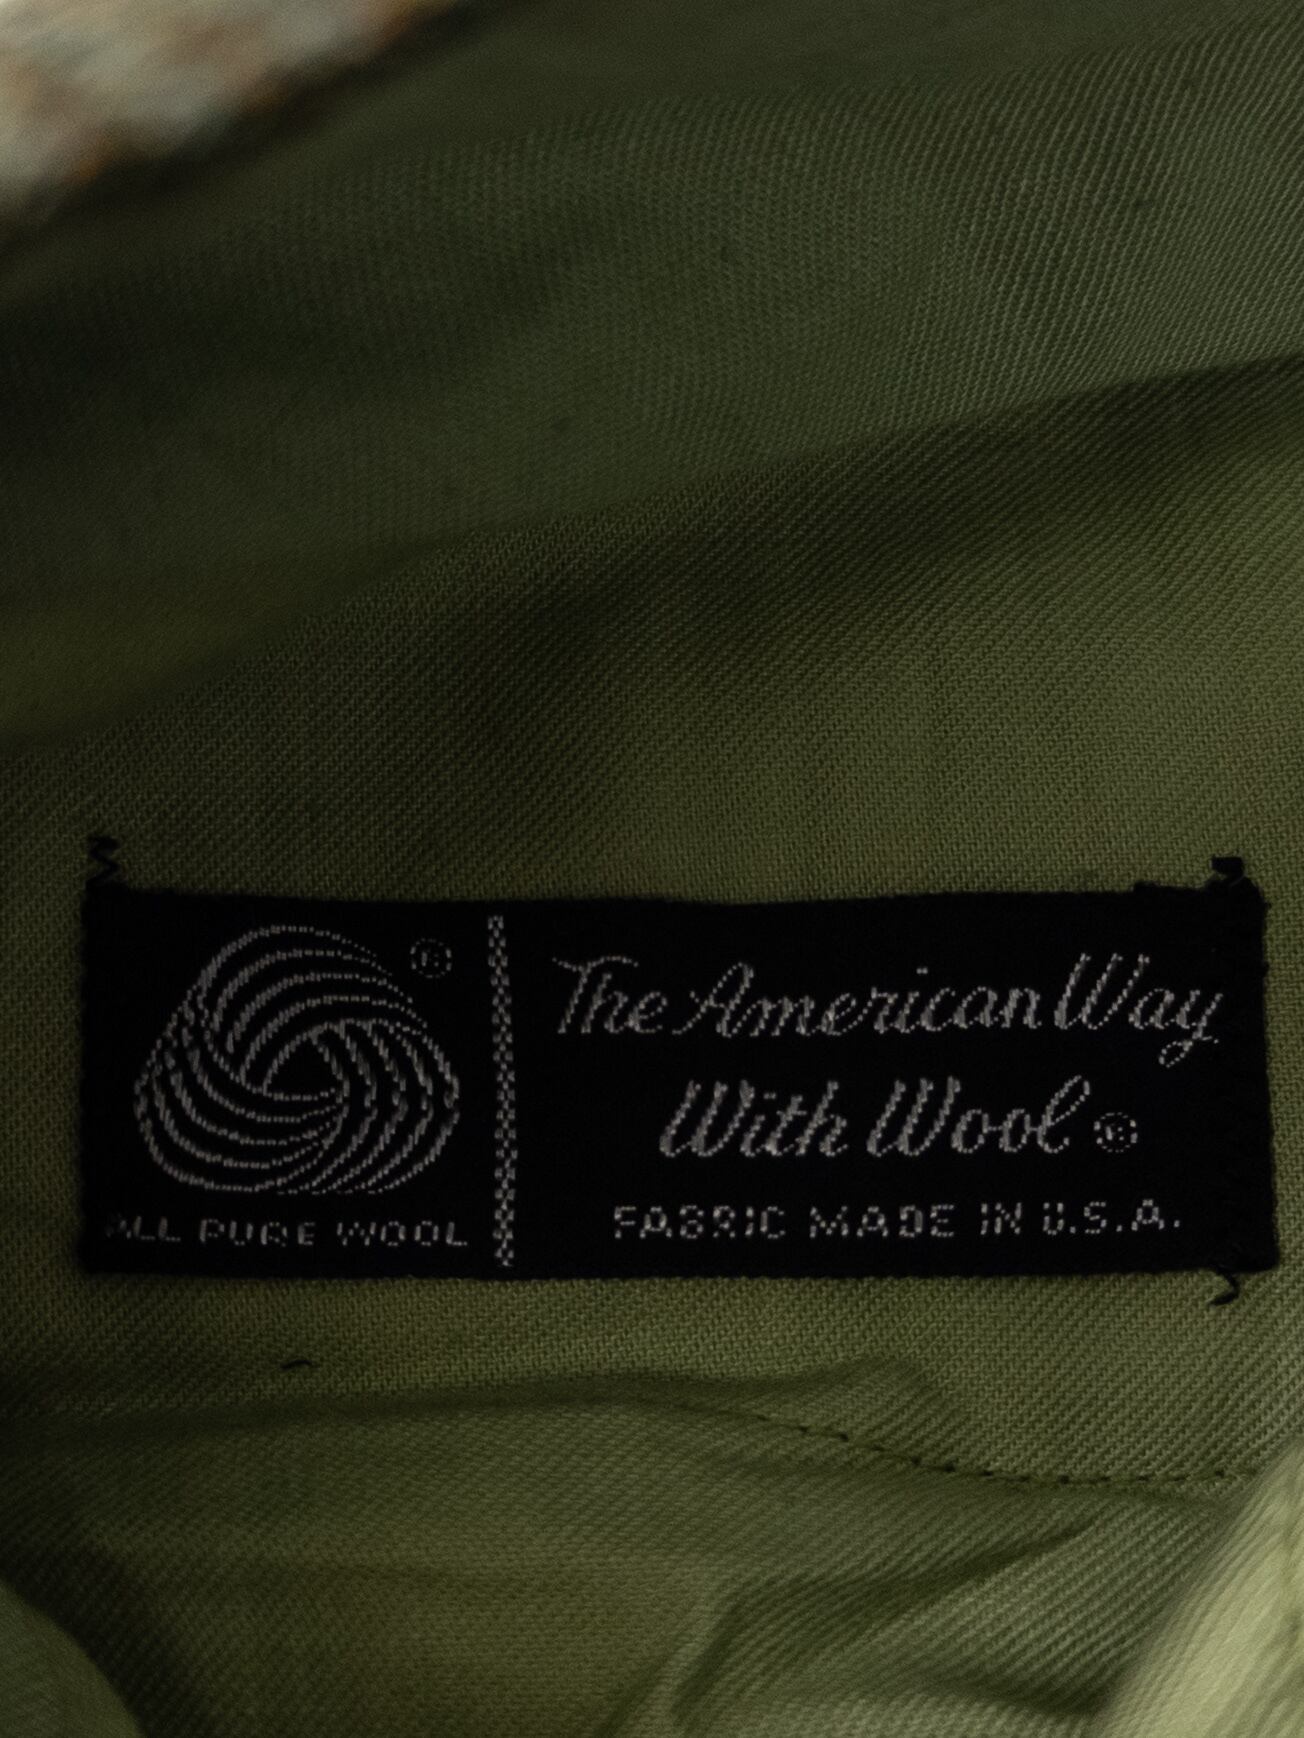 ®
ALL PURE WOOL
The American Way
With Wool ®
FABRIC MADE IN U.S.A.